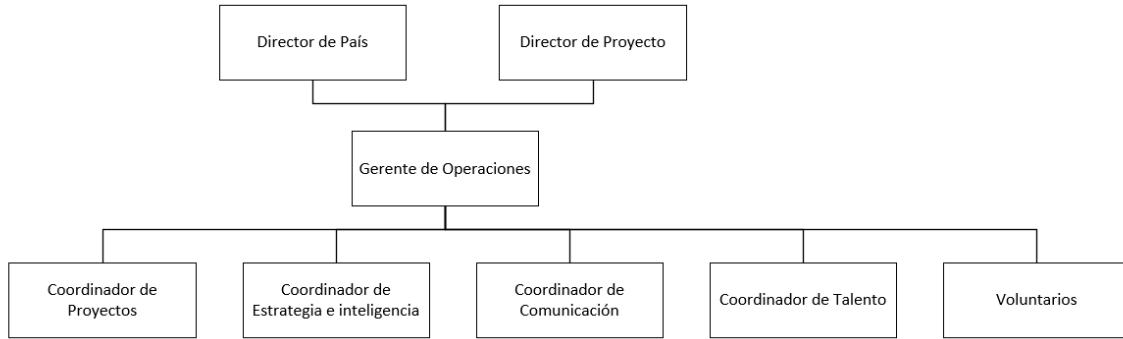 Director de País
Director de Proyecto
Gerente de Operaciones
Coordinador de
Proyectos
Coordinador de
Estrategia e inteligencia
Coordinador de
Comunicación
Coordinador de Talento
Voluntarios